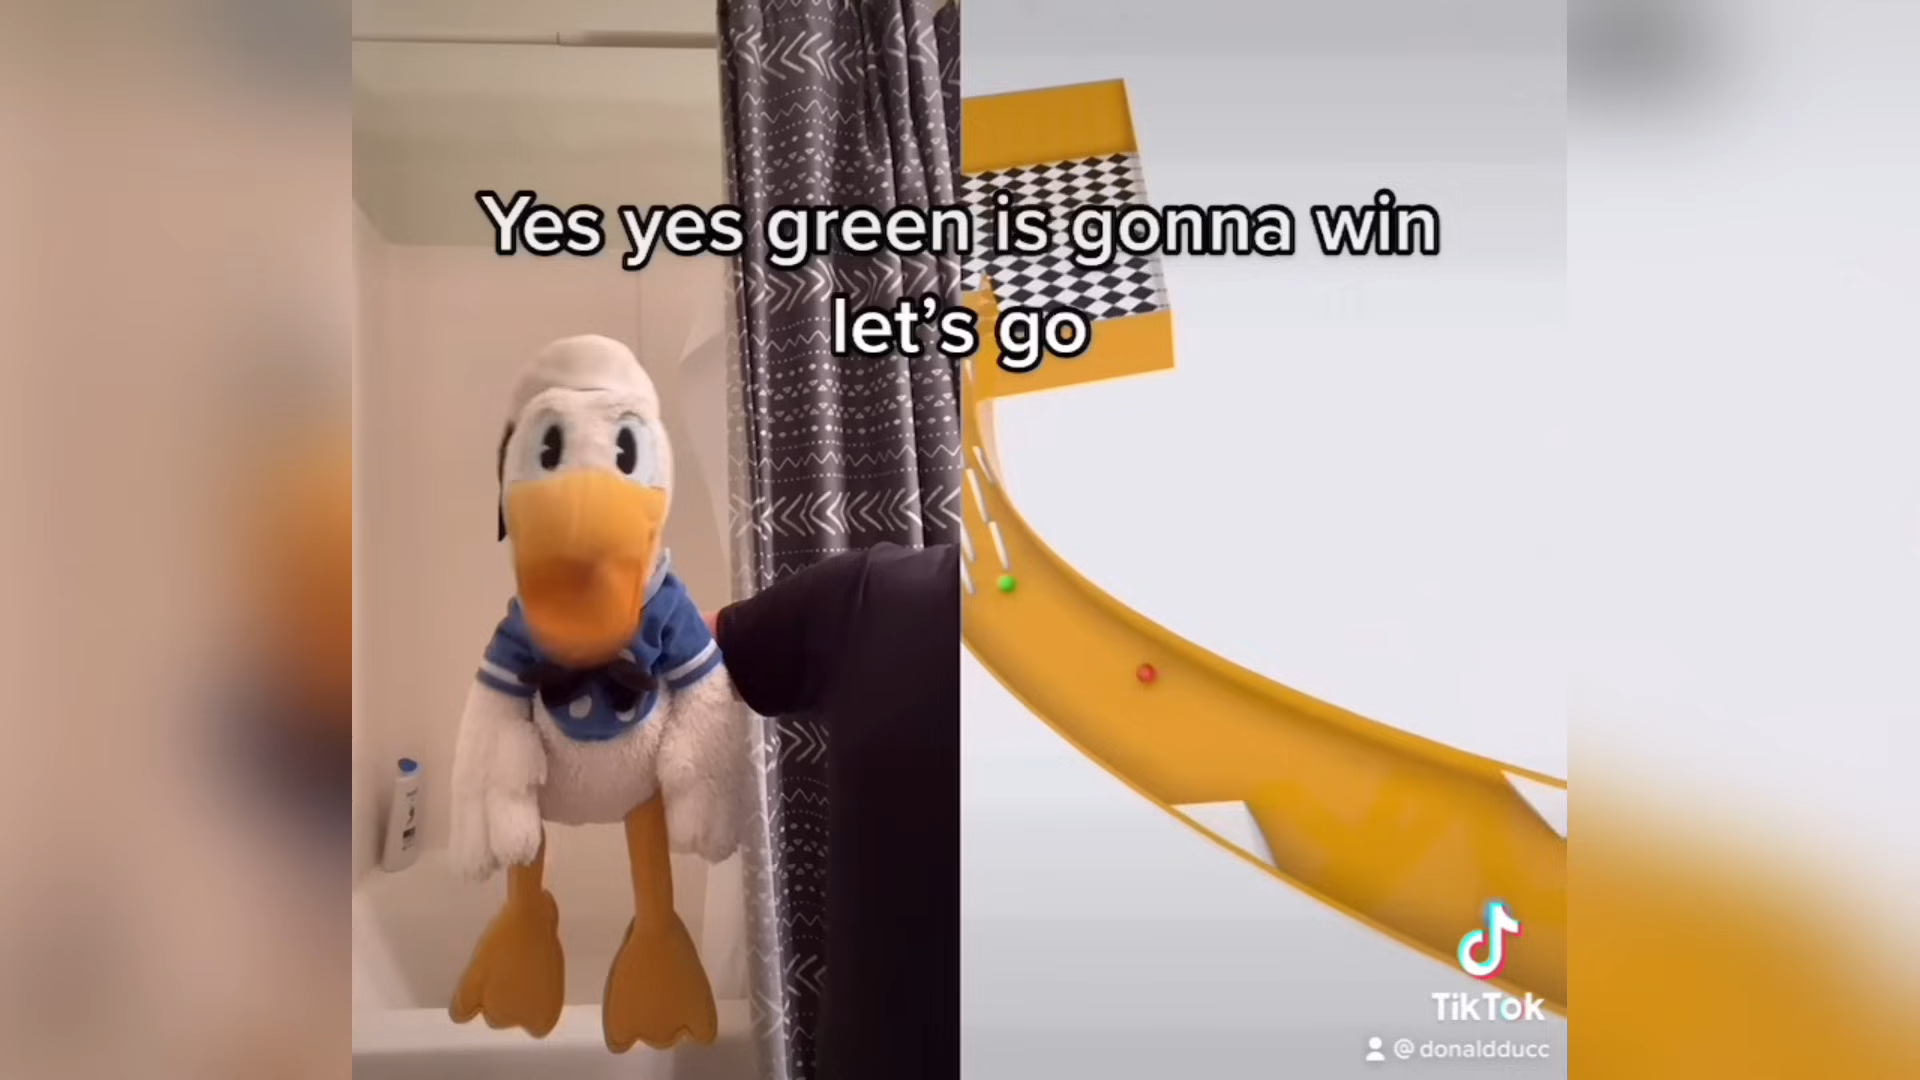 Yes yes green is gonna win
let's go
TikTok
@donaldducc